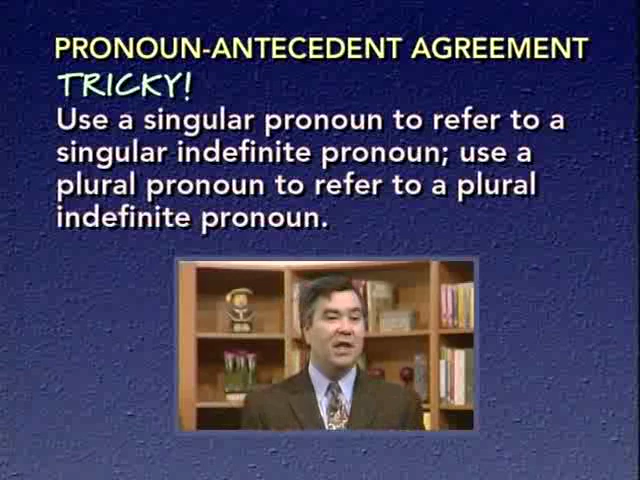 PRONOUN-ANTECEDENT AGREEMENT
TRICKY!
Use a singular pronoun to refer to a
singular indefinite pronoun; use a
plural pronoun to refer to a plural
indefinite pronoun.